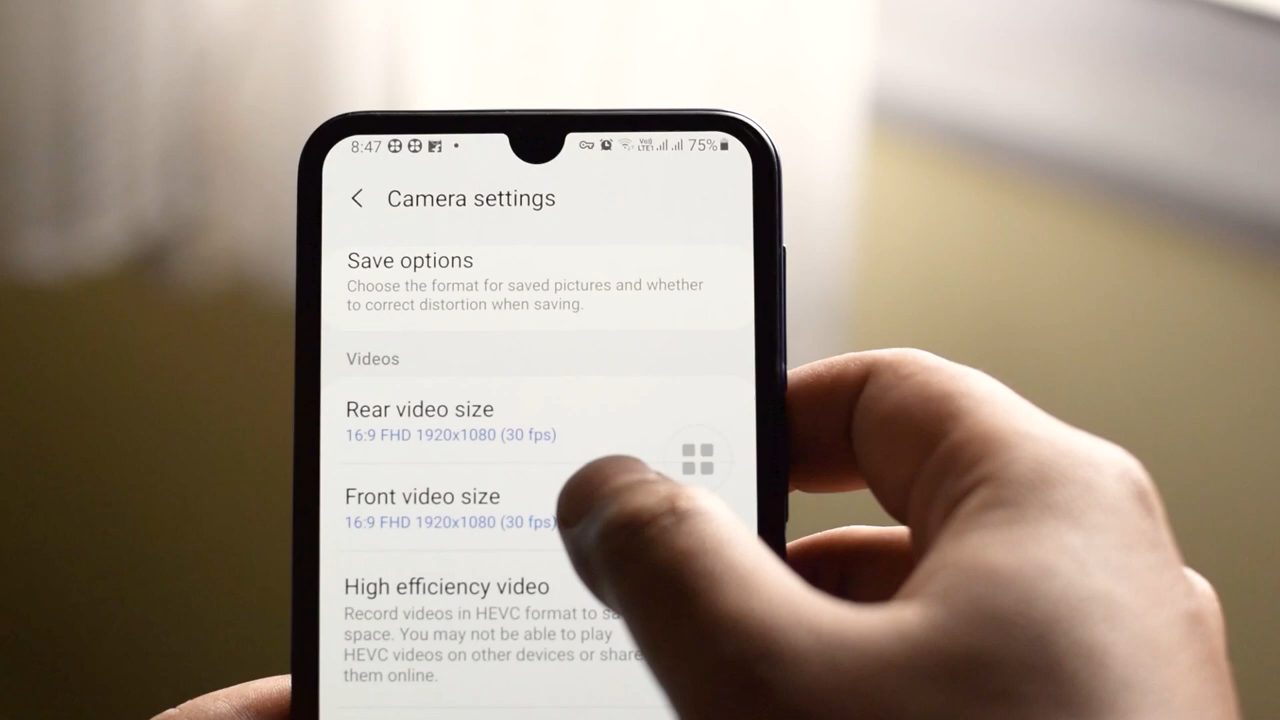 8:47 VoI) LTE1 75%
Camera settings
Save options
Choose the format for saved pictures and whether
to correct distortion when saving.
Videos
Rear video size
16:9 FHD 1920x1080 (30 fps)
Front video size
16:9 FHD 1920x1080 (30 fps)
High efficiency video
Record videos in HEVC format to
space. You may not be able to play
HEVC videos on other devices or share
them online.